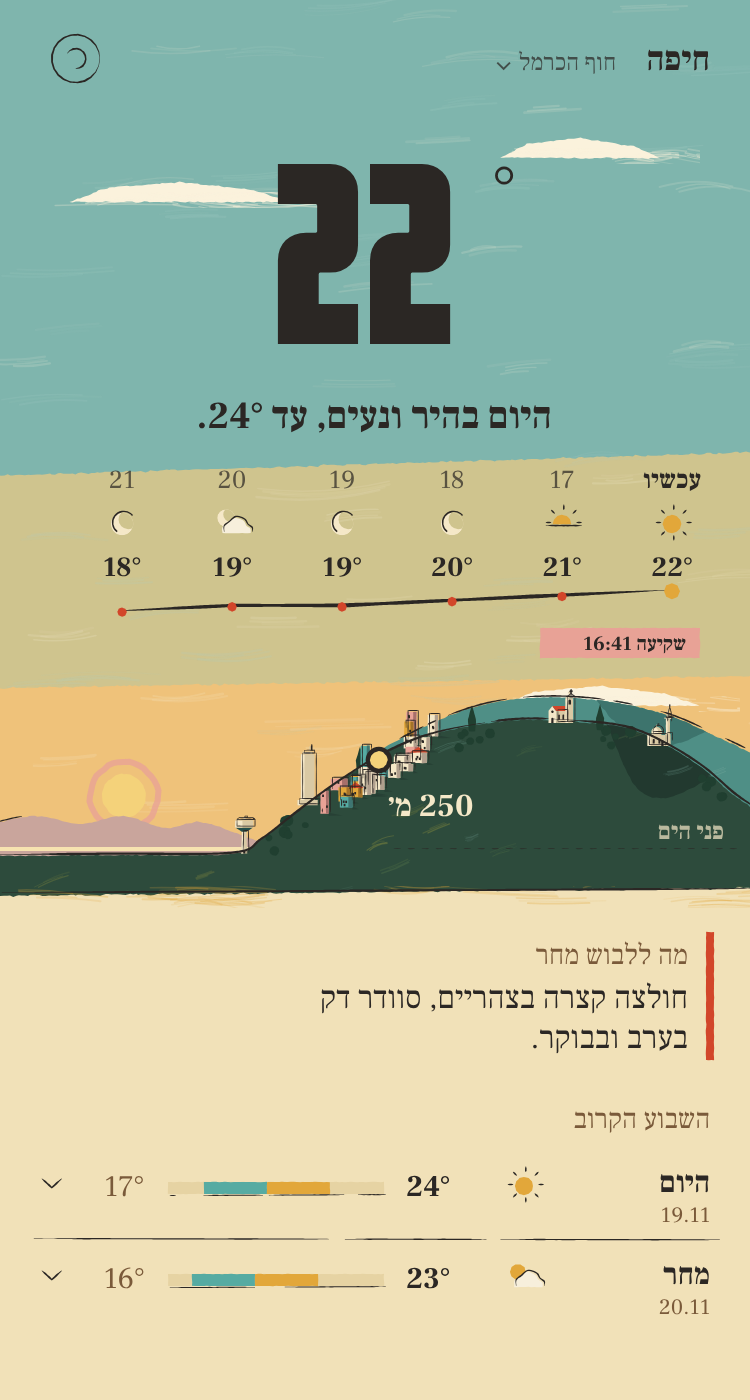 חיפה חוף הכרמל
22°
היום בהיר ונעים, עד 24°.
עכשיו 17 18 19 20 21
22° 21° 20° 19° 19° 18°
שקיעה 16:41
250 מ׳
פני הים
מה ללבוש מחר
חולצה קצרה בצהריים, סוודר דק
בערב ובבוקר.
השבוע הקרוב
היום 24° 17°
19.11
מחר 23° 16°
20.11